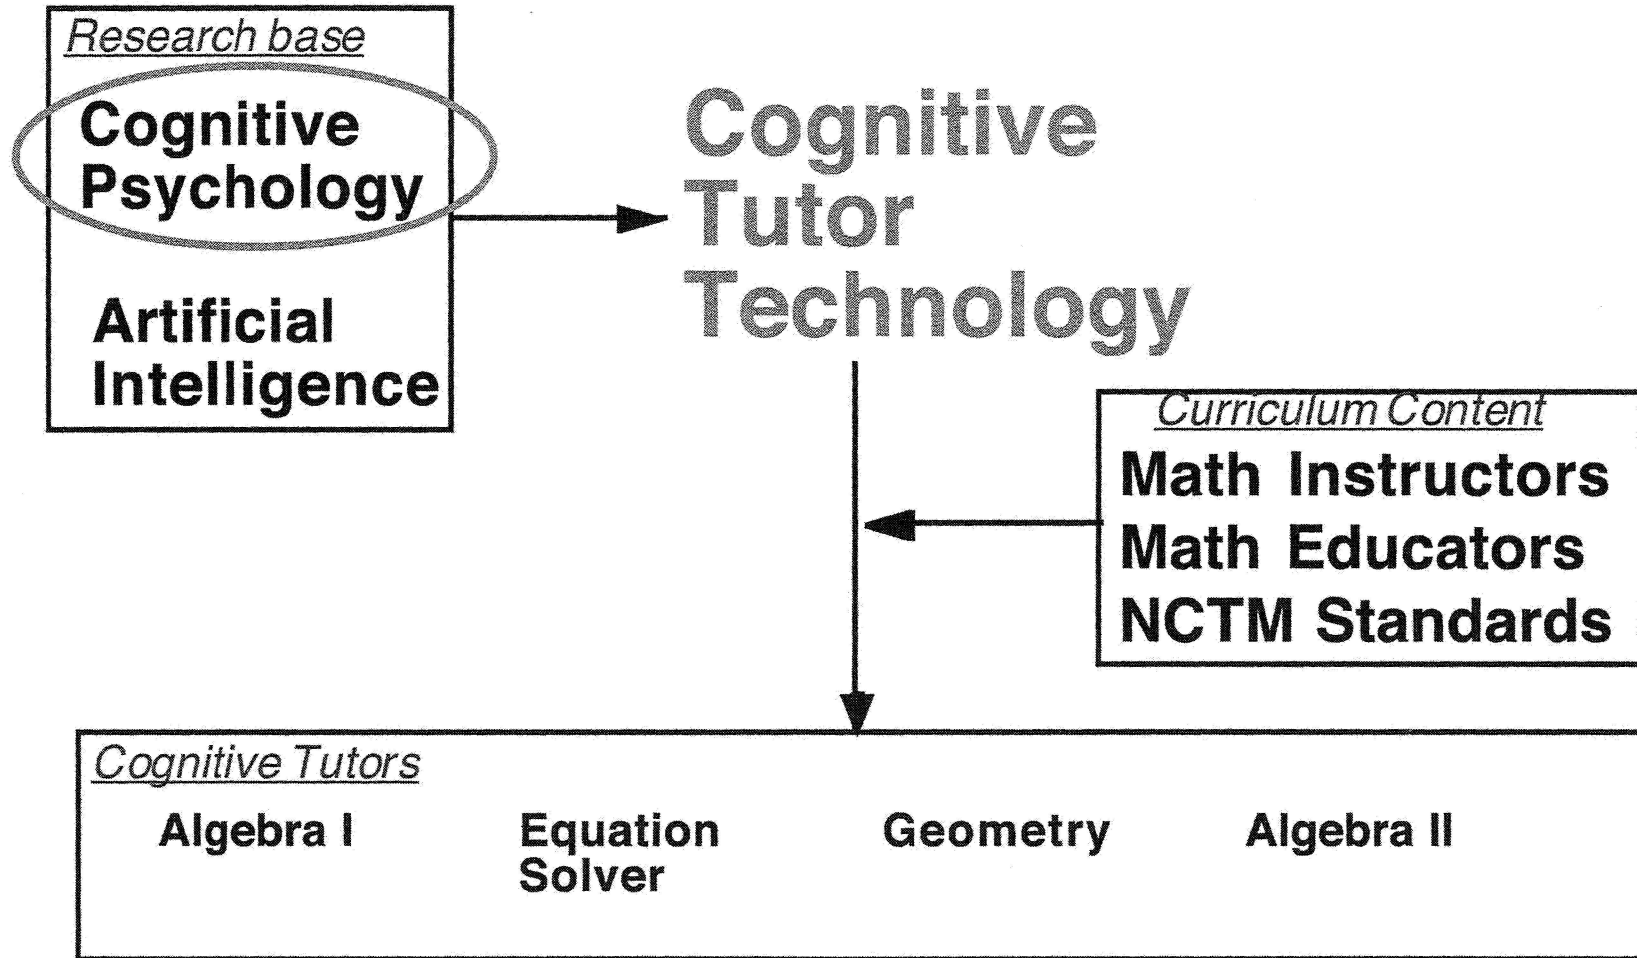 Research base
Cognitive
Psychology
Artificial
Intelligence
Cognitive
Tutor
Technology
Curriculum Content
Math Instructors
Math Educators
NCTM Standards
Cognitive Tutors
Algebra I
Equation
Solver
Geometry
Algebra II